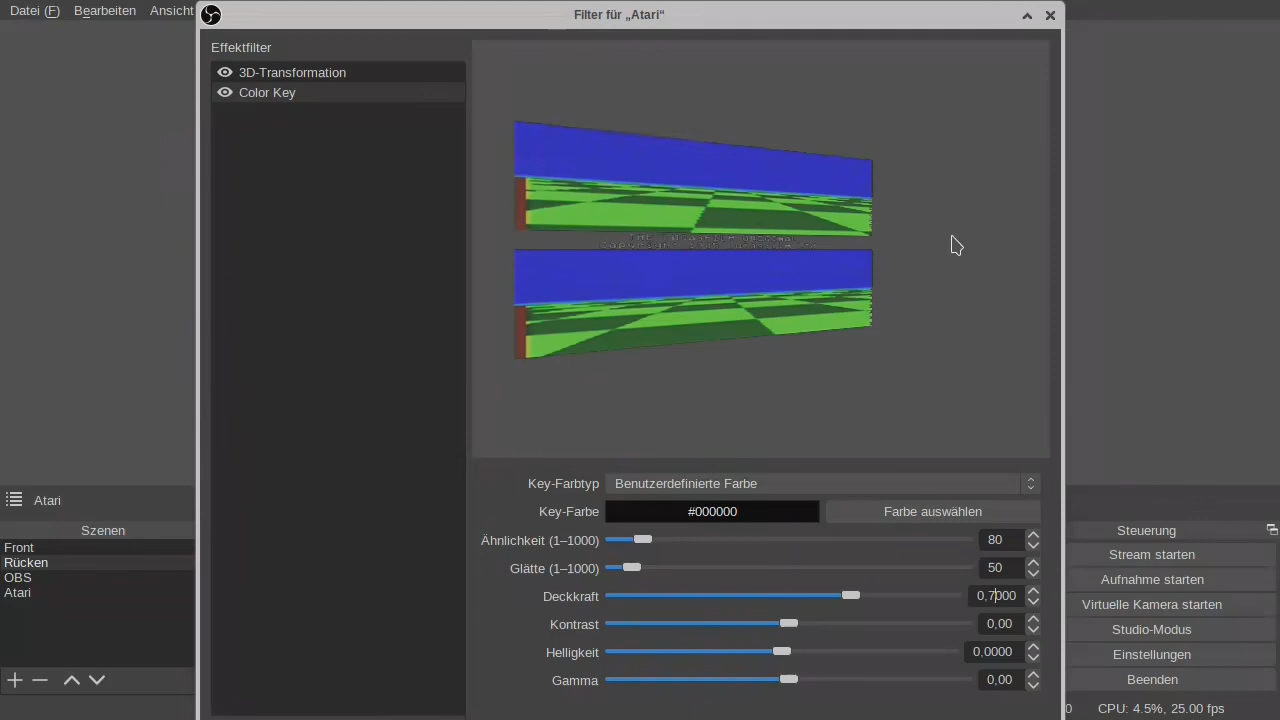 Datei (F) Bearbeiten Ansicht
Filter für „Atari“
Effektfilter
3D-Transformation
Color Key
Key-Farbtyp Benutzerdefinierte Farbe
Key-Farbe #000000 Farbe auswählen
Ähnlichkeit (1–1000) 80
Glätte (1–1000) 50
Deckkraft 0,7000
Kontrast 0,00
Helligkeit 0,0000
Gamma 0,00
Atari
Szenen
Front
Rücken
OBS
Atari
Steuerung
Stream starten
Aufnahme starten
Virtuelle Kamera starten
Studio-Modus
Einstellungen
Beenden
0 CPU: 4.5%, 25.00 fps